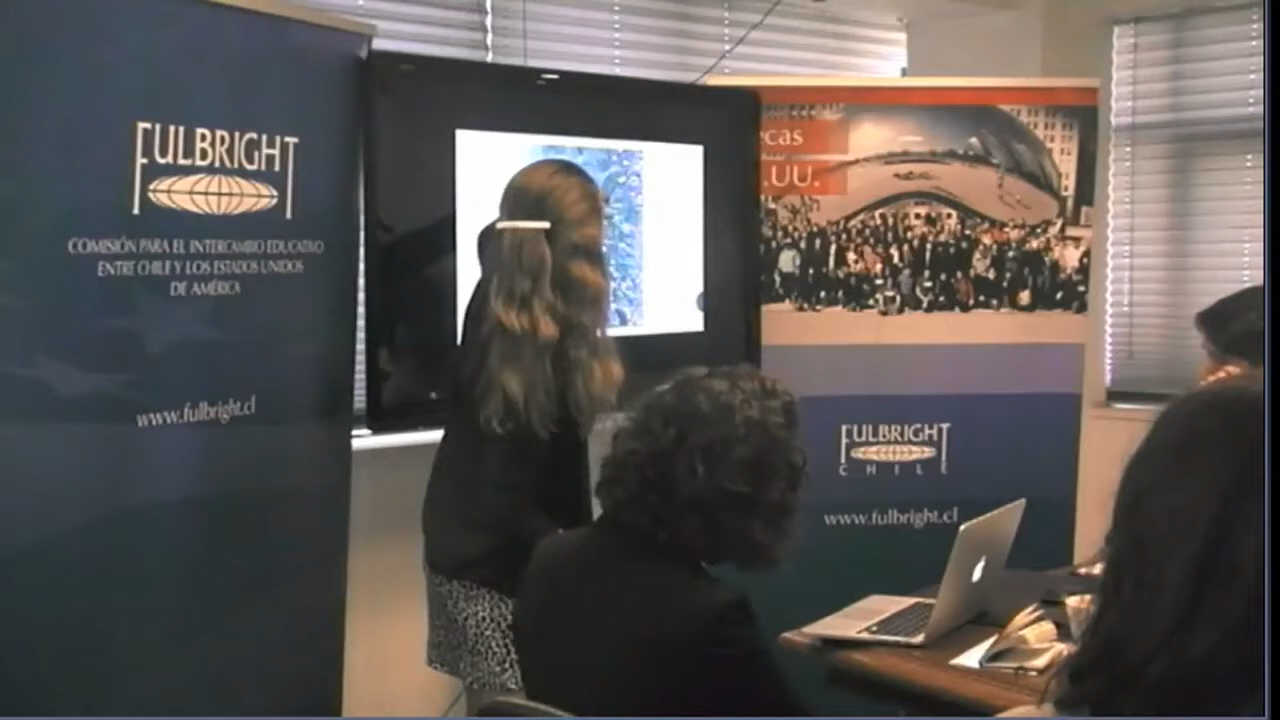 FULBRIGHT
COMISIÓN PARA EL INTERCAMBIO EDUCATIVO
ENTRE CHILE Y LOS ESTADOS UNIDOS
DE AMÉRICA
www.fulbright.cl
ecas
.UU.
FULBRIGHT
CHILE
www.fulbright.cl